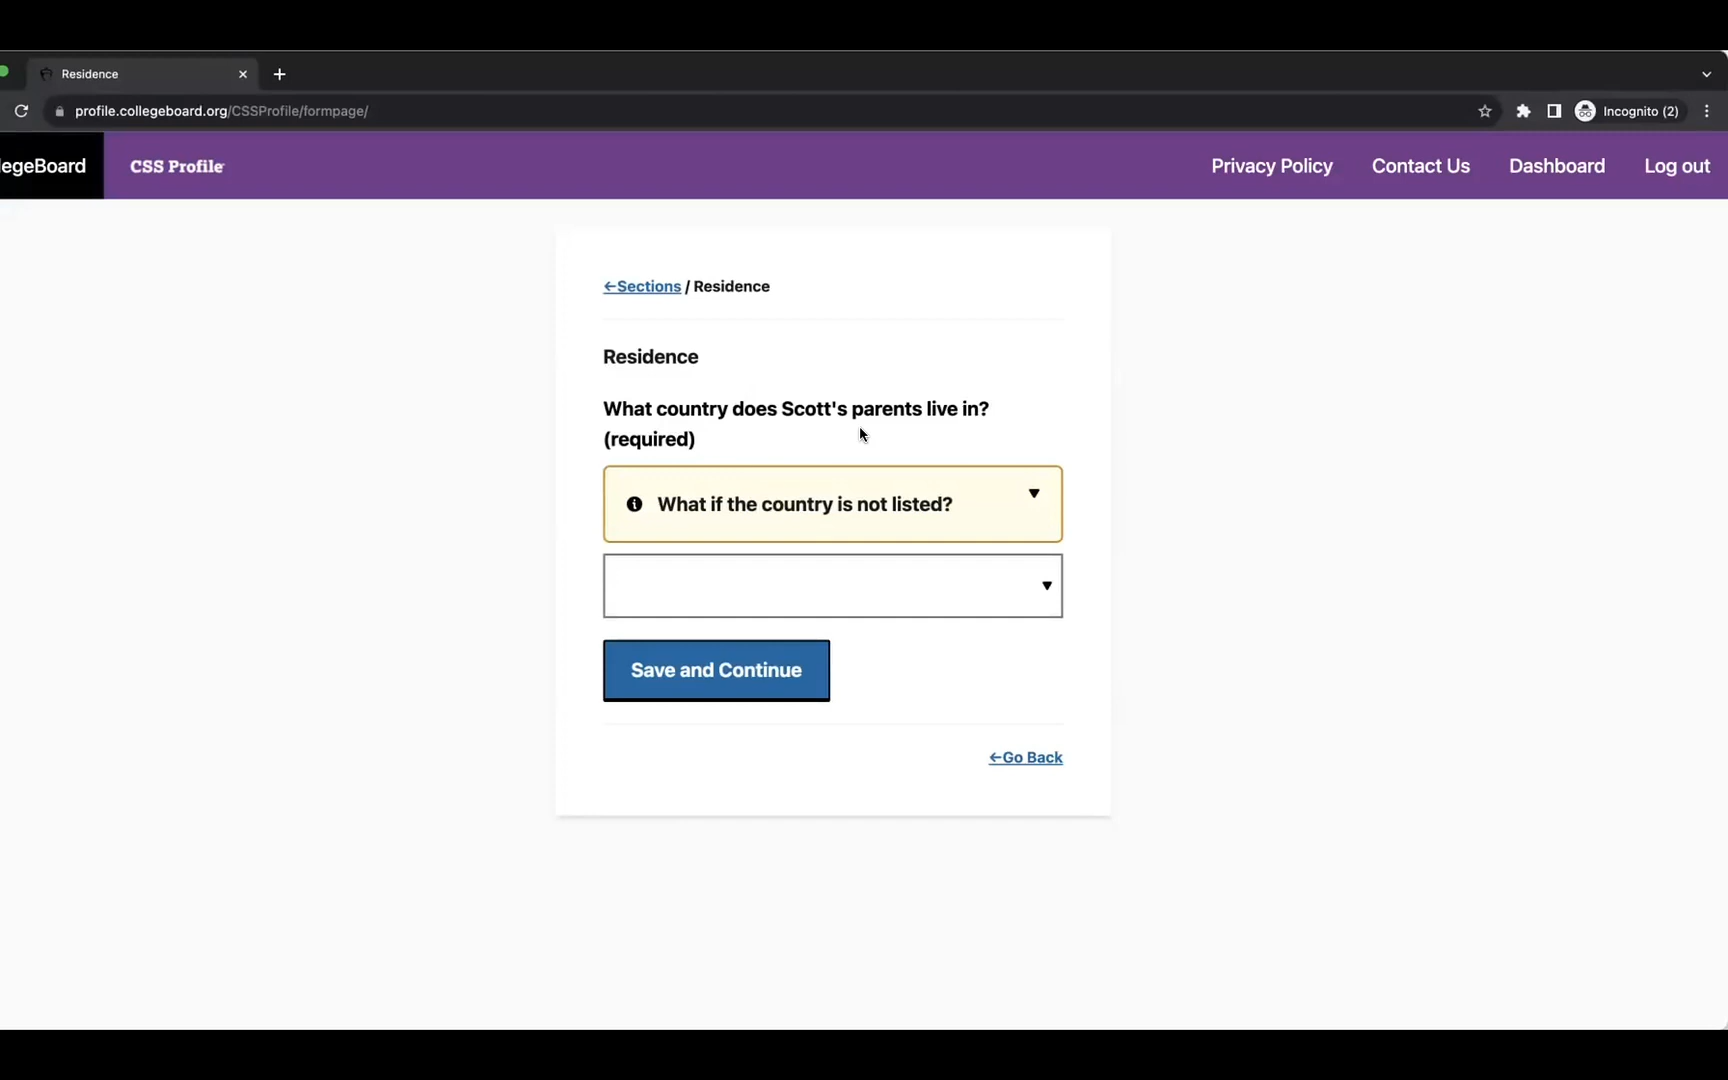 Residence
profile.collegeboard.org/CSSProfile/formpage/
Incognito (2)
legeBoard
CSS Profile
Privacy Policy
Contact Us
Dashboard
Log out
←Sections / Residence
Residence
What country does Scott's parents live in?
(required)
What if the country is not listed?
Save and Continue
←Go Back